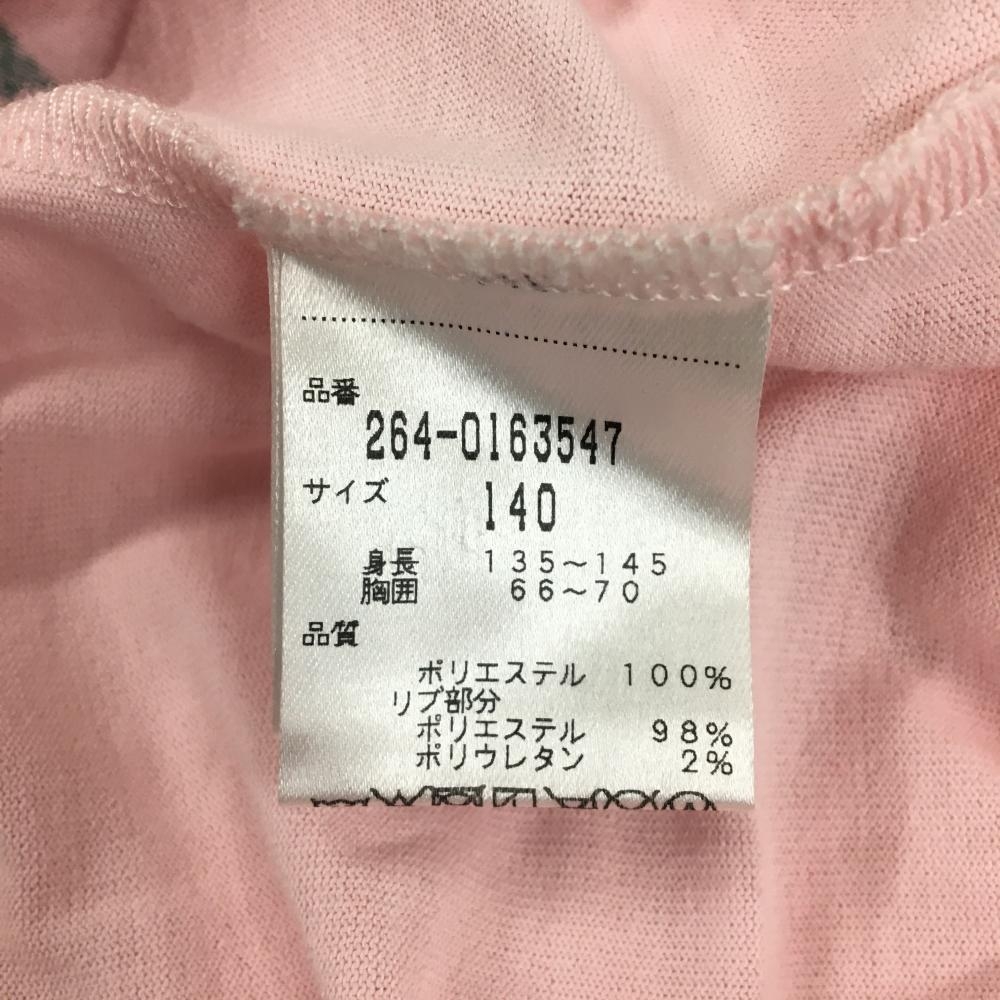 品番
264-0163547
サイズ 140
身長 135～145
胸囲 66～70
品質
ポリエステル 100%
リブ部分
ポリエステル 98%
ポリウレタン 2%